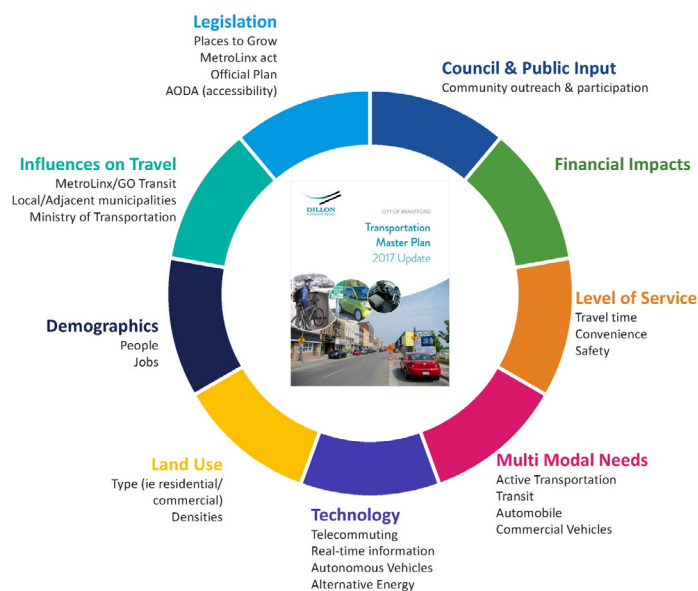 Legislation
Places to Grow
MetroLinx act
Official Plan
AODA (accessibility)
Council & Public Input
Community outreach & participation
Financial Impacts
Influences on Travel
MetroLinx/GO Transit
Local/Adjacent municipalities
Ministry of Transportation
DILLON
CONSULTING
CITY OF BRANTFORD
Transportation
Master Plan
2017 Update
Level of Service
Travel time
Convenience
Safety
Demographics
People
Jobs
Land Use
Type (ie residential/
commercial)
Densities
Multi Modal Needs
Active Transportation
Transit
Automobile
Commercial Vehicles
Technology
Telecommuting
Real-time information
Autonomous Vehicles
Alternative Energy